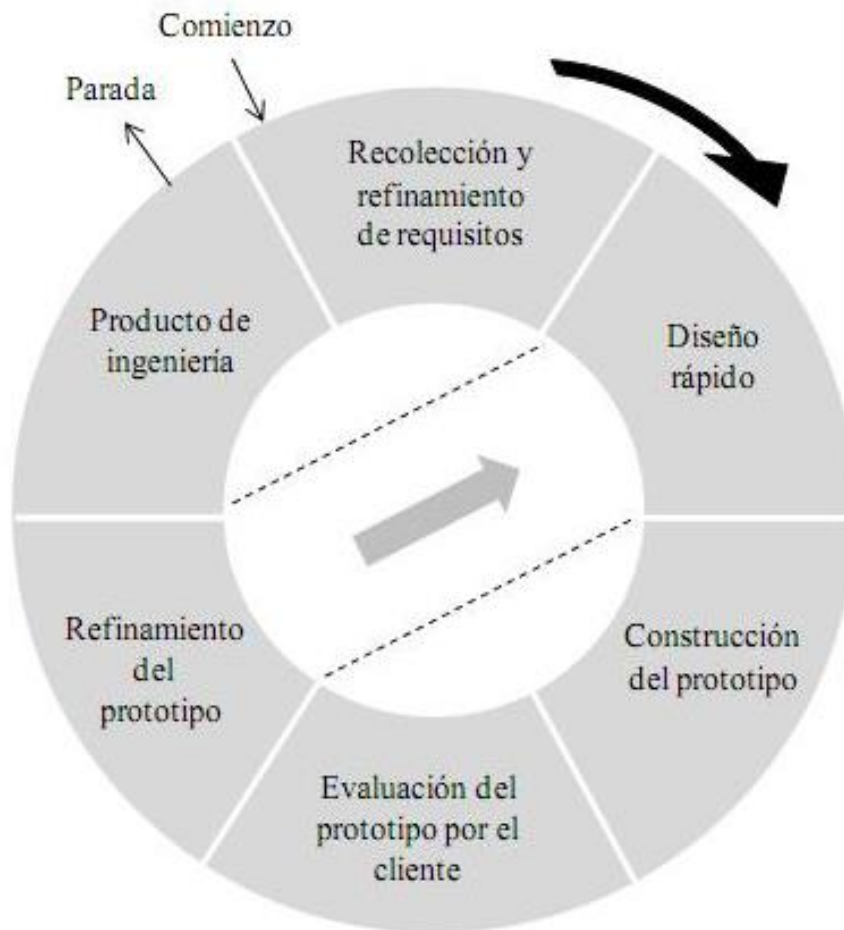 Comienzo
Parada
Recolección y
refinamiento
de requisitos
Diseño
rápido
Construcción
del prototipo
Evaluación del
prototipo por el
cliente
Refinamiento
del
prototipo
Producto de
ingeniería